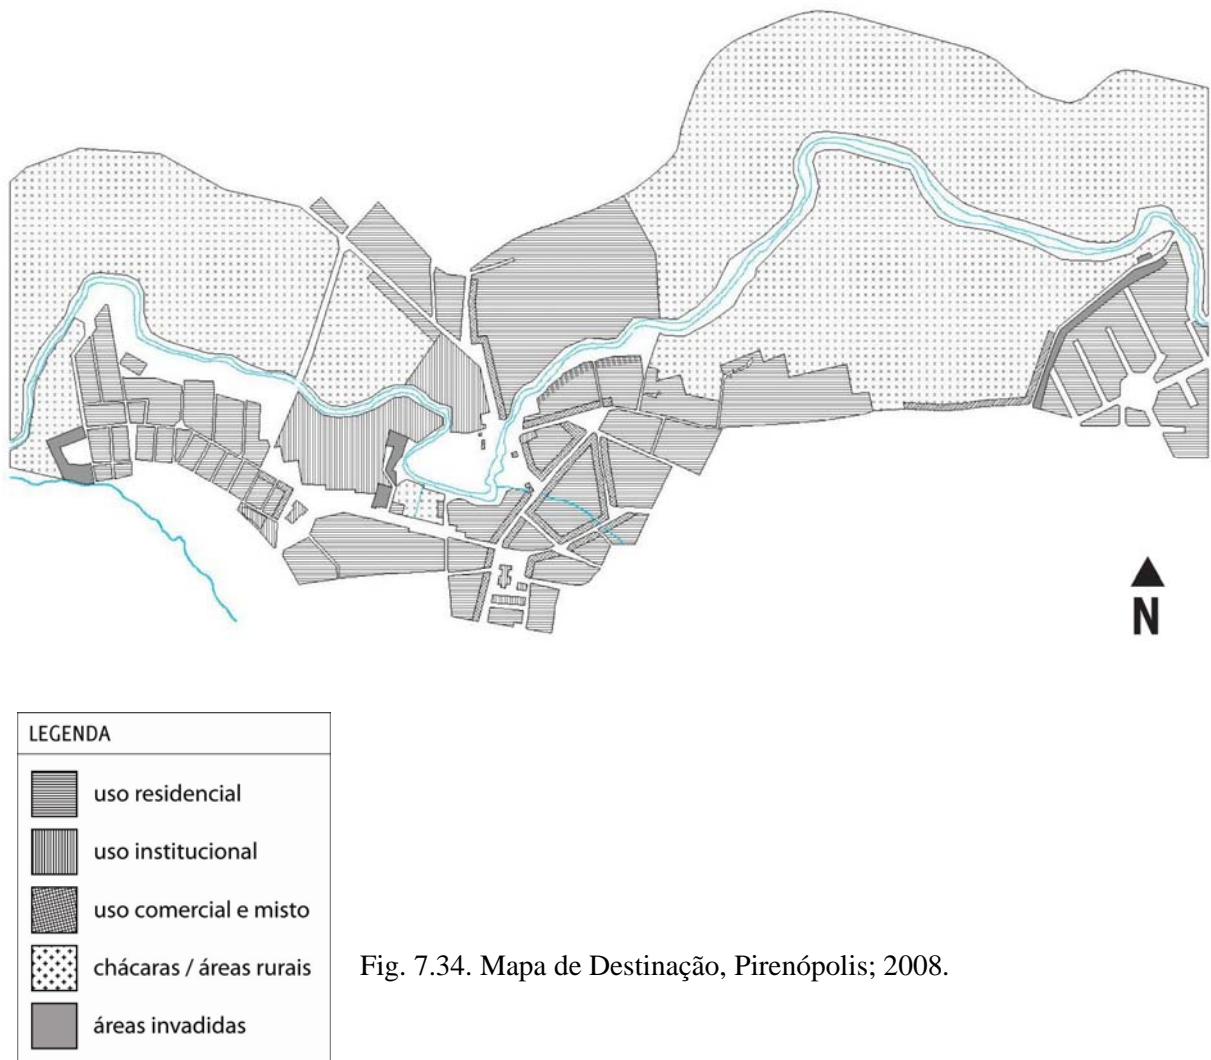 N
LEGENDA
uso residencial
uso institucional
uso comercial e misto
chácaras / áreas rurais
áreas invadidas
Fig. 7.34. Mapa de Destinação, Pirenópolis; 2008.